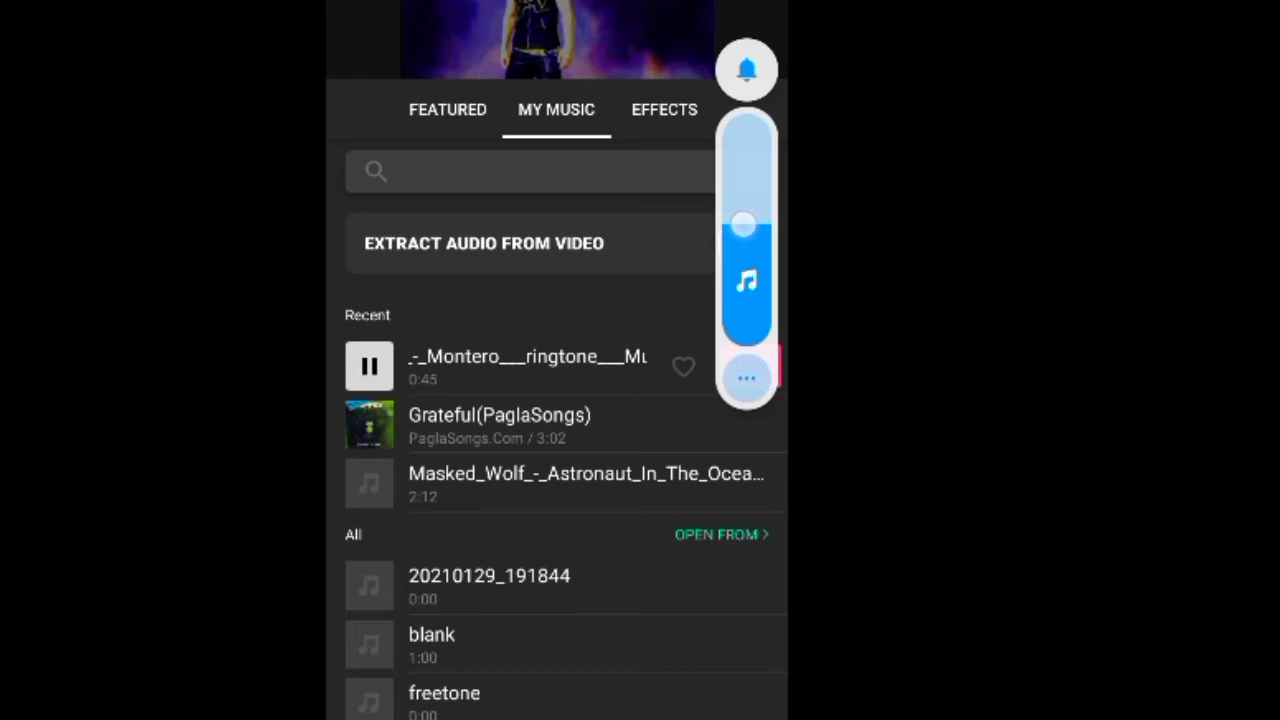 FEATURED MY MUSIC EFFECTS
EXTRACT AUDIO FROM VIDEO
Recent
_-_Montero___ringtone___Mu
0:45
Grateful(PaglaSongs)
PaglaSongs.Com / 3:02
Masked_Wolf_-_Astronaut_In_The_Ocea...
2:12
All OPEN FROM >
20210129_191844
0:00
blank
1:00
freetone
0:00